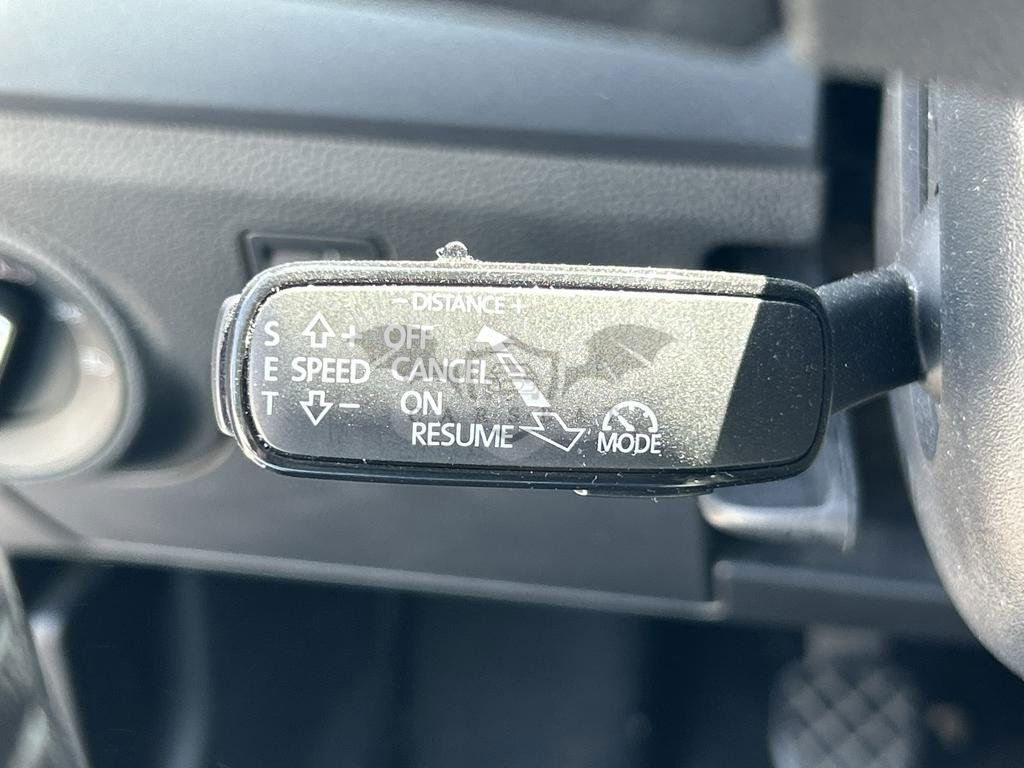 - DISTANCE +
S + OFF
E SPEED CANCEL
T - ON
RESUME MODE